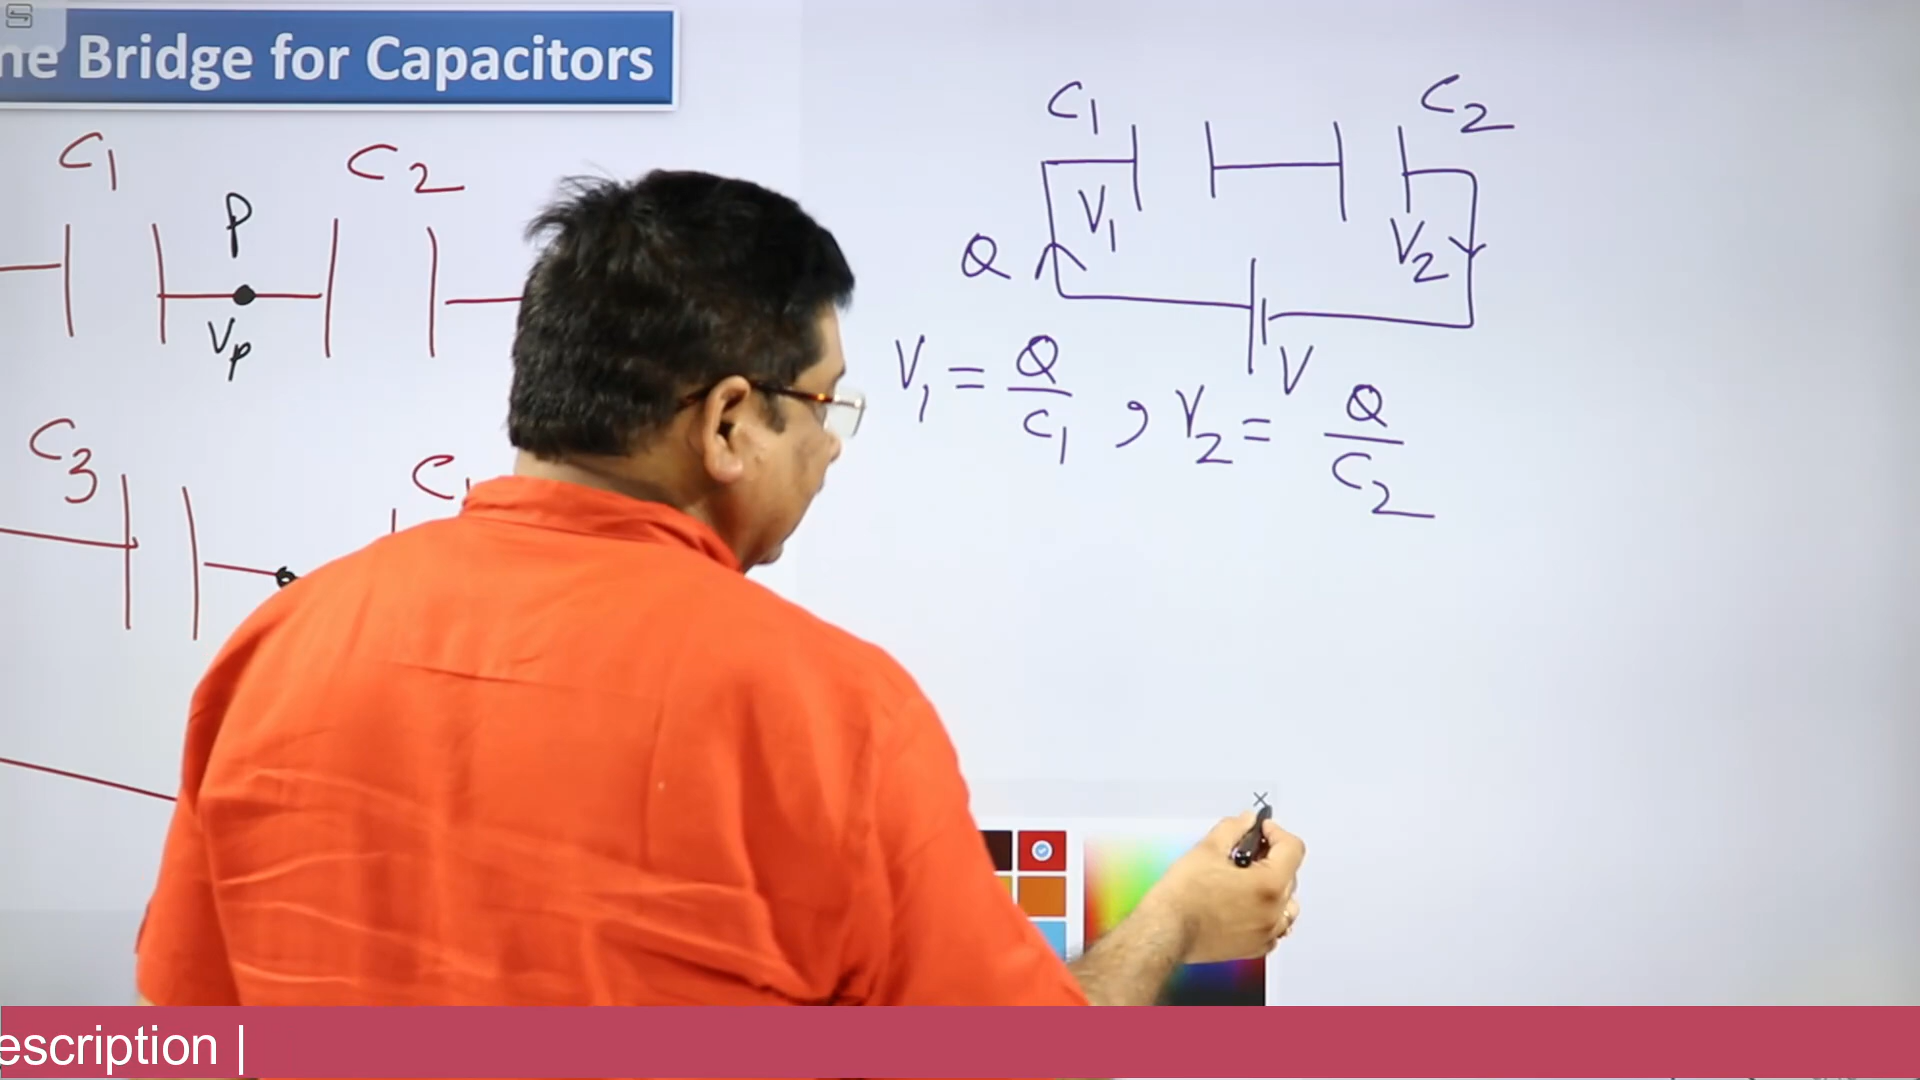 ne Bridge for Capacitors
C1 C2
P
Vp
C3
C
C1 C2
V1 V2
Q
V
V1 = Q/C1 , V2 = Q/C2
escription |